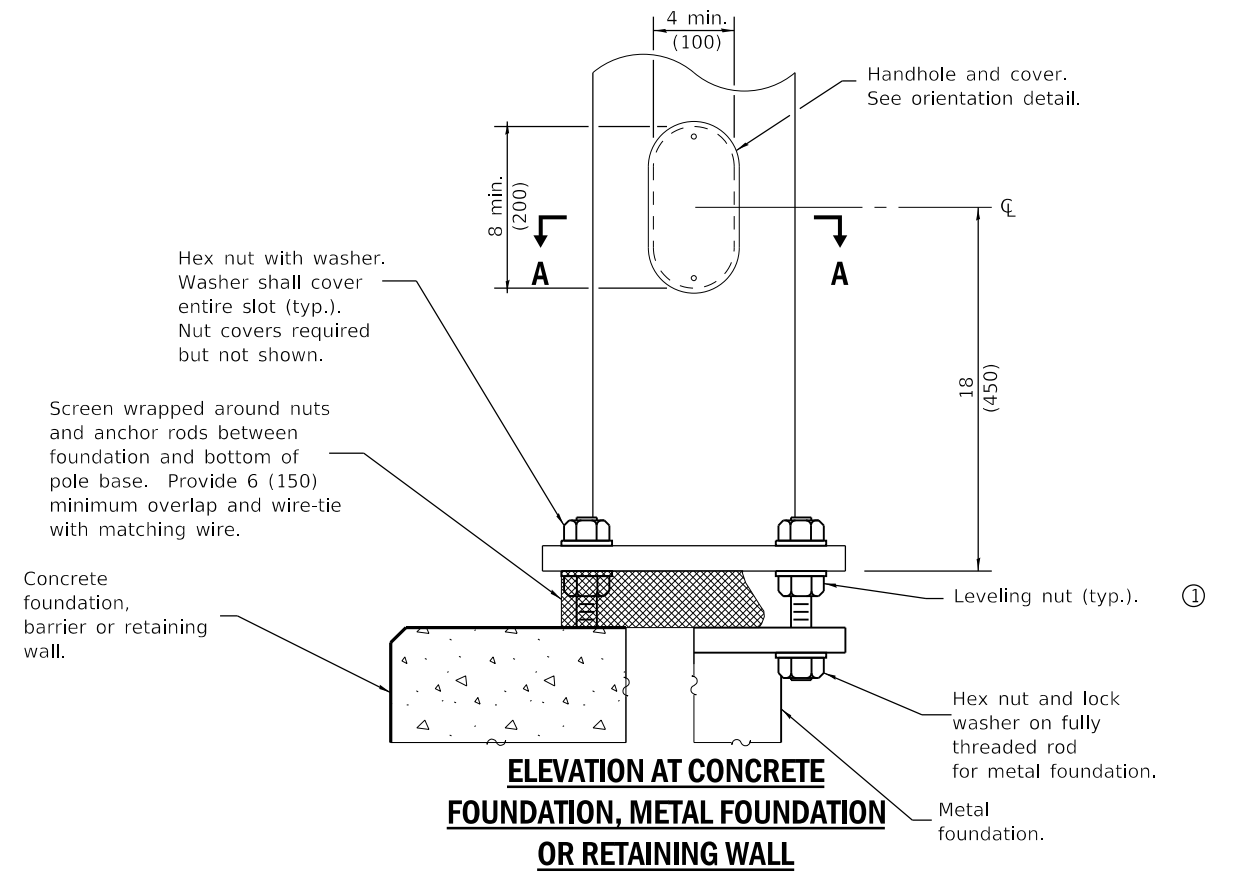 4 min.
(100)
Handhole and cover.
See orientation detail.
8 min.
(200)
℄
A
A
Hex nut with washer.
Washer shall cover
entire slot (typ.).
Nut covers required
but not shown.
18
(450)
Screen wrapped around nuts
and anchor rods between
foundation and bottom of
pole base. Provide 6 (150)
minimum overlap and wire-tie
with matching wire.
Concrete
foundation,
barrier or retaining
wall.
Leveling nut (typ.). ①
Hex nut and lock
washer on fully
threaded rod
for metal foundation.
Metal
foundation.
ELEVATION AT CONCRETE
FOUNDATION, METAL FOUNDATION
OR RETAINING WALL